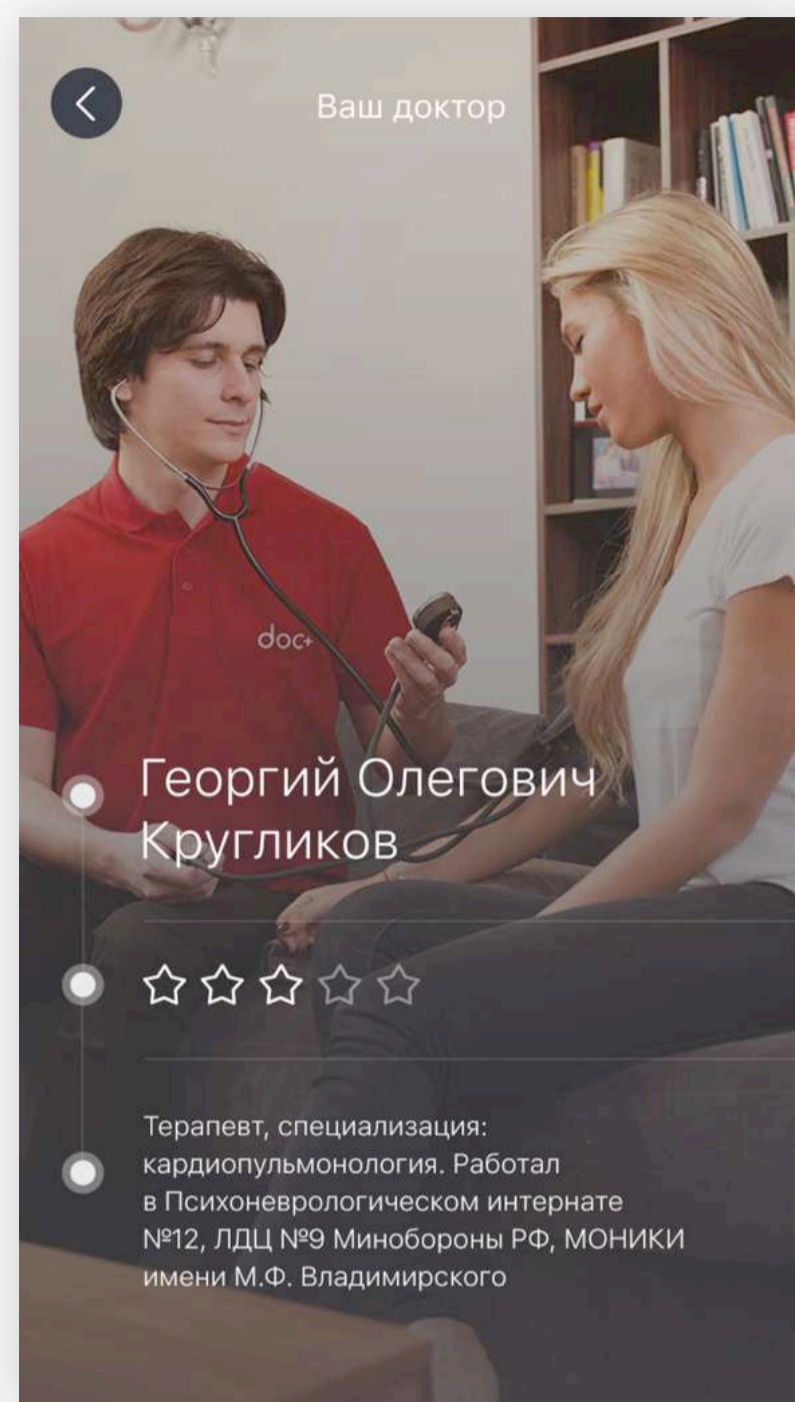 Ваш доктор
doc+
Георгий Олегович
Кругликов
Терапевт, специализация:
кардиопульмонология. Работал
в Психоневрологическом интернате
№12, ЛДЦ №9 Минобороны РФ, МОНИКИ
имени М.Ф. Владимирского